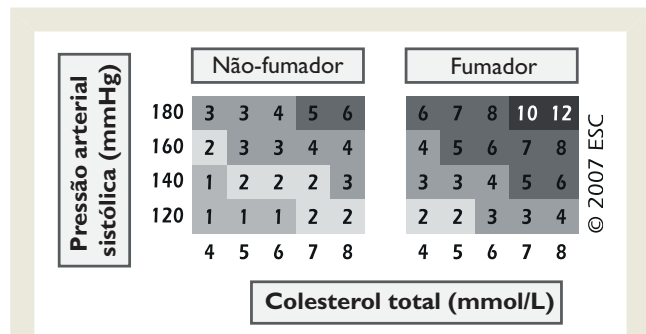 Não-fumador Fumador
Pressão arterial
sistólica (mmHg)
180 3 3 4 5 6 6 7 8 10 12
160 2 3 3 4 4 4 5 6 7 8
140 1 2 2 2 3 3 3 4 5 6
120 1 1 1 2 2 2 2 3 3 4
4 5 6 7 8 4 5 6 7 8
© 2007 ESC
Colesterol total (mmol/L)